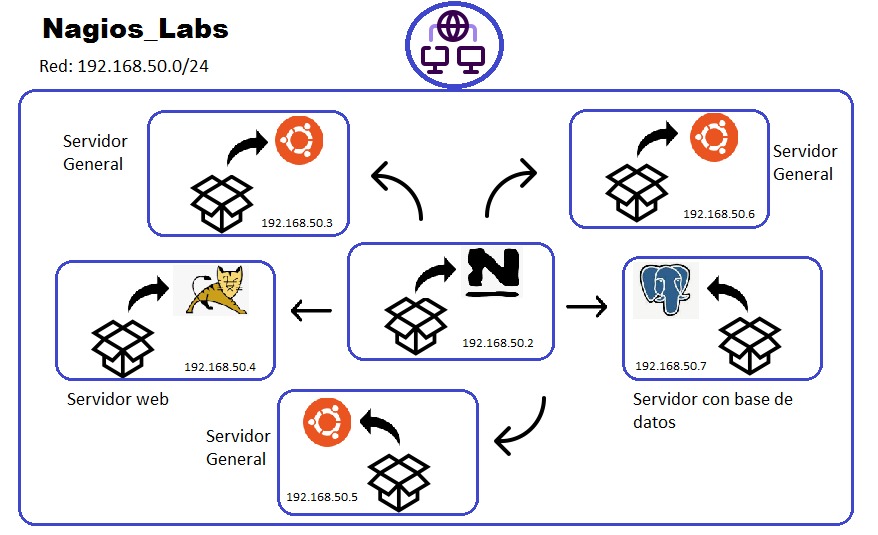 Nagios_Labs
Red: 192.168.50.0/24
Servidor
General
192.168.50.3
192.168.50.6
Servidor
General
192.168.50.4
Servidor web
N
192.168.50.2
192.168.50.7
Servidor con base de
datos
Servidor
General
192.168.50.5